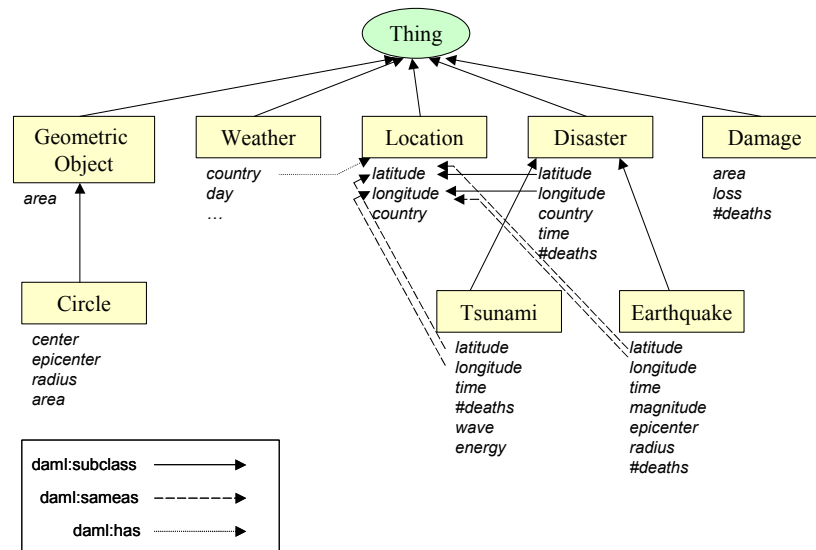 Thing
Geometric
Object
area
Weather
country
day
…
Location
latitude
longitude
country
Disaster
latitude
longitude
country
time
#deaths
Damage
area
loss
#deaths
Circle
center
epicenter
radius
area
Tsunami
latitude
longitude
time
#deaths
wave
energy
Earthquake
latitude
longitude
time
magnitude
epicenter
radius
#deaths
daml:subclass
daml:sameas
daml:has